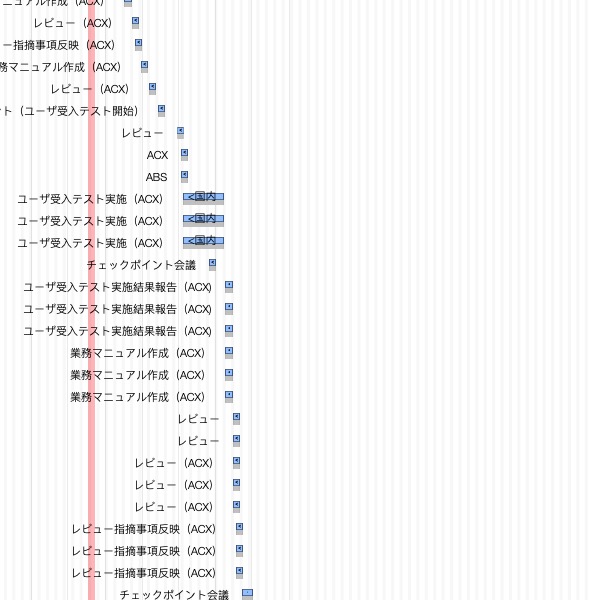 ニュアル作成（ACX）
レビュー（ACX）
ー指摘事項反映（ACX）
務マニュアル作成（ACX）
レビュー（ACX）
ト（ユーザ受入テスト開始）
レビュー
ACX
ABS
ユーザ受入テスト実施（ACX） <国内
ユーザ受入テスト実施（ACX） <国内
ユーザ受入テスト実施（ACX） <国内
チェックポイント会議
ユーザ受入テスト実施結果報告（ACX）
ユーザ受入テスト実施結果報告（ACX）
ユーザ受入テスト実施結果報告（ACX）
業務マニュアル作成（ACX）
業務マニュアル作成（ACX）
業務マニュアル作成（ACX）
レビュー
レビュー
レビュー（ACX）
レビュー（ACX）
レビュー（ACX）
レビュー指摘事項反映（ACX）
レビュー指摘事項反映（ACX）
レビュー指摘事項反映（ACX）
チェックポイント会議